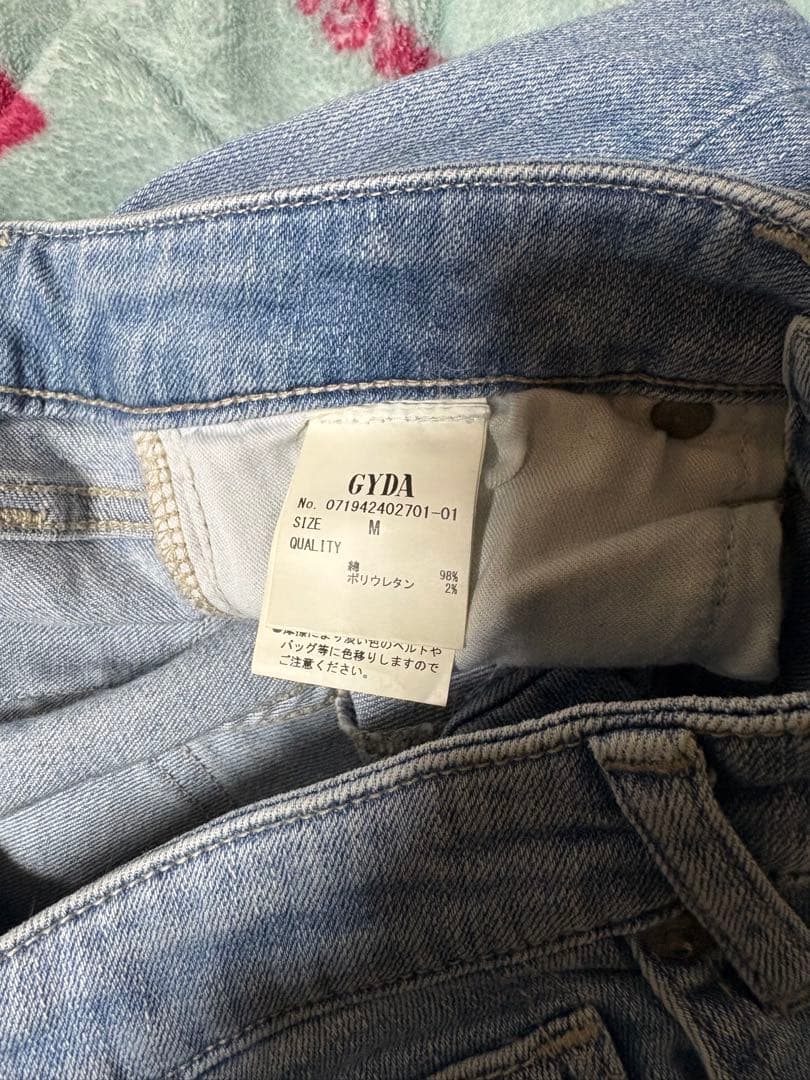 GYDA
No. 071942402701-01
SIZE M
QUALITY
綿 98%
ポリウレタン 2%
●摩擦により淡い色のベルトや
バッグ等に色移りしますので
ご注意ください。